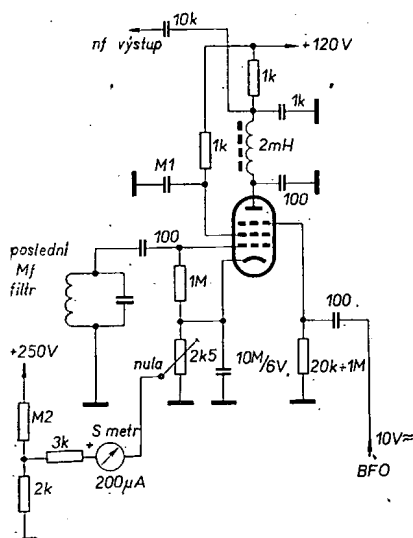 10k
nf výstup
+120V
1k
1k
1k
2mH
M1
100
100
poslední
Mf
filtr
1M
100
+250V
nula
2k5
10M/6V
20k+1M
M2
S metr
3k
+
200µA
2k
10V≈
BFO